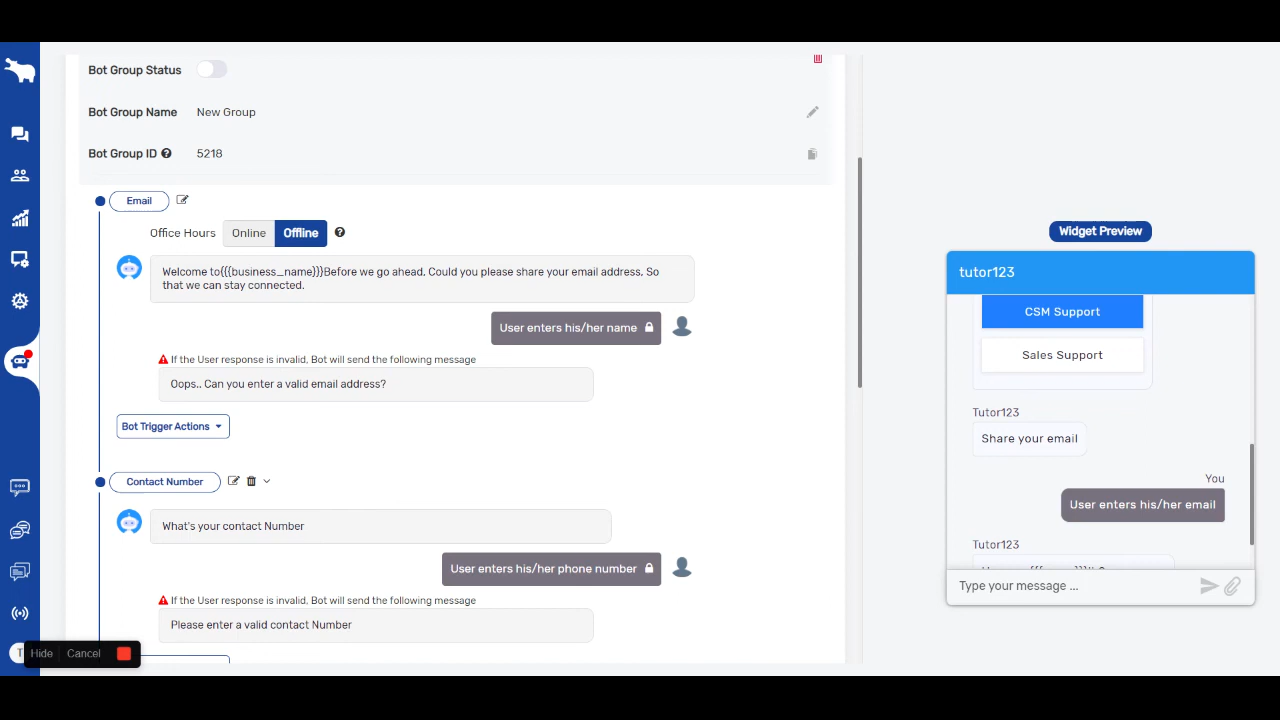 Bot Group Status
Bot Group Name New Group
Bot Group ID 5218
Email
Office Hours Online Offline
Welcome to{{{business_name}}}Before we go ahead. Could you please share your email address. So
that we can stay connected.
User enters his/her name
If the User response is invalid, Bot will send the following message
Oops.. Can you enter a valid email address?
Bot Trigger Actions
Contact Number
What's your contact Number
User enters his/her phone number
If the User response is invalid, Bot will send the following message
Please enter a valid contact Number
T Hide Cancel
Widget Preview
tutor123
CSM Support
Sales Support
Tutor123
Share your email
You
User enters his/her email
Tutor123
Type your message ...